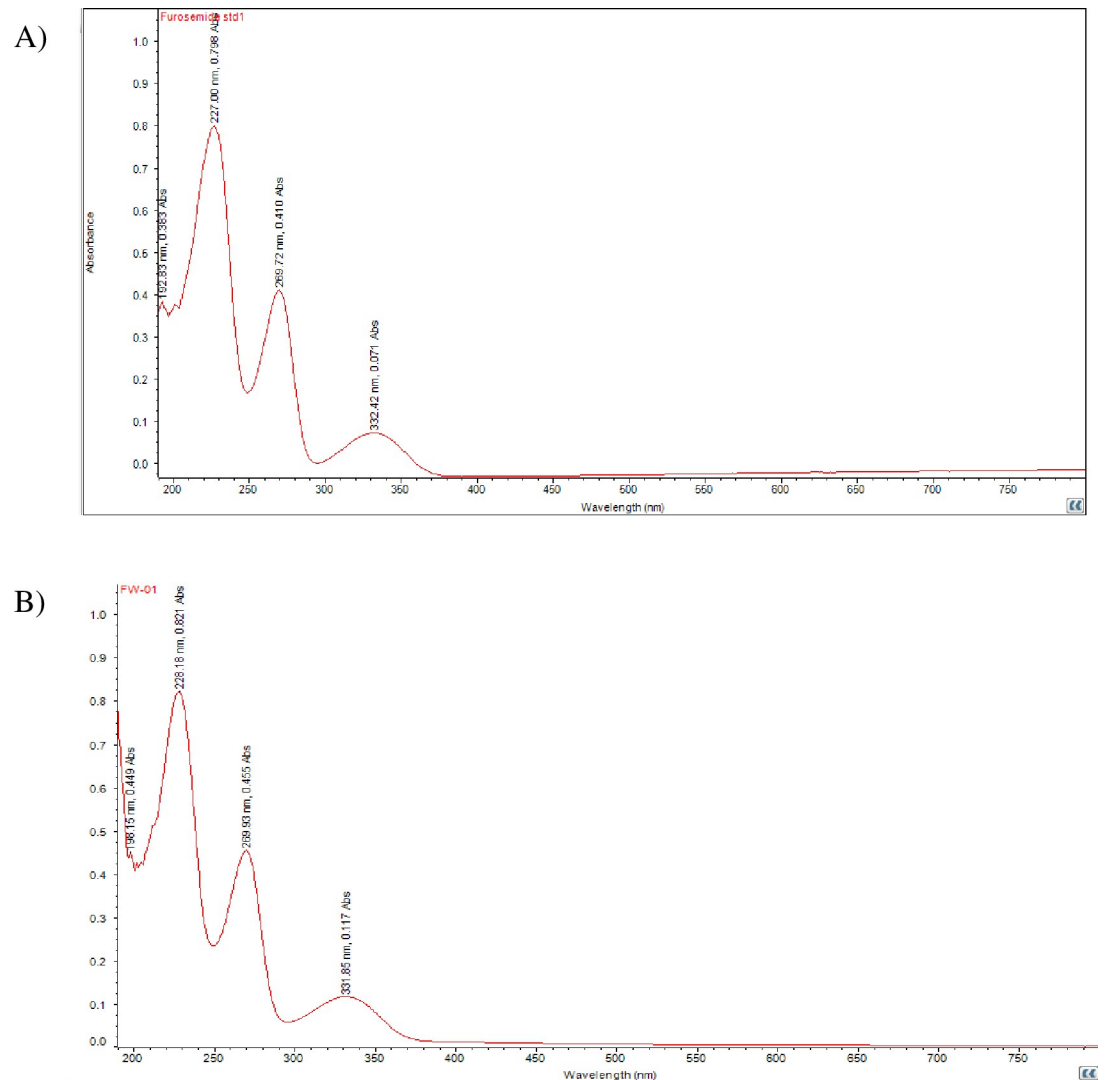 A)
Furosemide std1
Absorbance
1.0
0.9
0.8
0.7
0.6
0.5
0.4
0.3
0.2
0.1
0.0
192.83 nm, 0.383 Abs
227.00 nm, 0.798 Abs
269.72 nm, 0.410 Abs
332.42 nm, 0.071 Abs
200 250 300 350 400 450 500 550 600 650 700 750
Wavelength (nm)
B)
FW-01
1.0
0.9
0.8
0.7
0.6
0.5
0.4
0.3
0.2
0.1
0.0
198.15 nm, 0.449 Abs
228.18 nm, 0.821 Abs
269.93 nm, 0.455 Abs
331.85 nm, 0.117 Abs
200 250 300 350 400 450 500 550 600 650 700 750
Wavelength (nm)